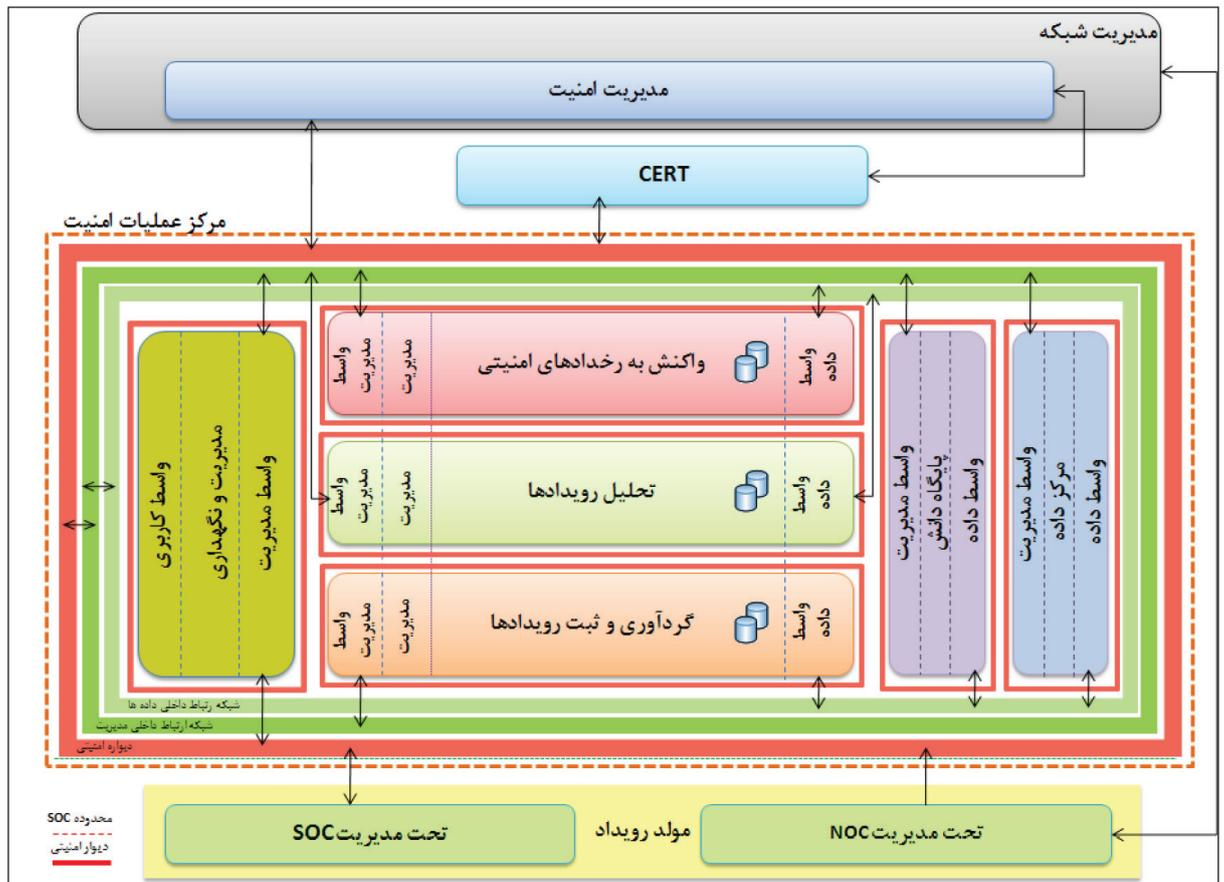 مدیریت شبکه
مدیریت امنیت
CERT
مرکز عملیات امنیت
واسط مدیریت
مدیریت
واکنش به رخدادهای امنیتی
واسط داده
واسط مدیریت
مدیریت
تحلیل رویدادها
واسط داده
واسط مدیریت
مدیریت
گردآوری و ثبت رویدادها
واسط داده
واسط کاربری
مدیریت و نگهداری
واسط مدیریت
واسط مدیریت
پایگاه دانش
واسط داده
واسط مدیریت
مرکز داده
واسط داده
شبکه رتباط داخلی داده ها
شبکه ارتباط داخلی مدیریت
دیواره امنیتی
تحت مدیریت SOC
مولد رویداد
تحت مدیریت NOC
محدوده SOC
دیوار امنیتی